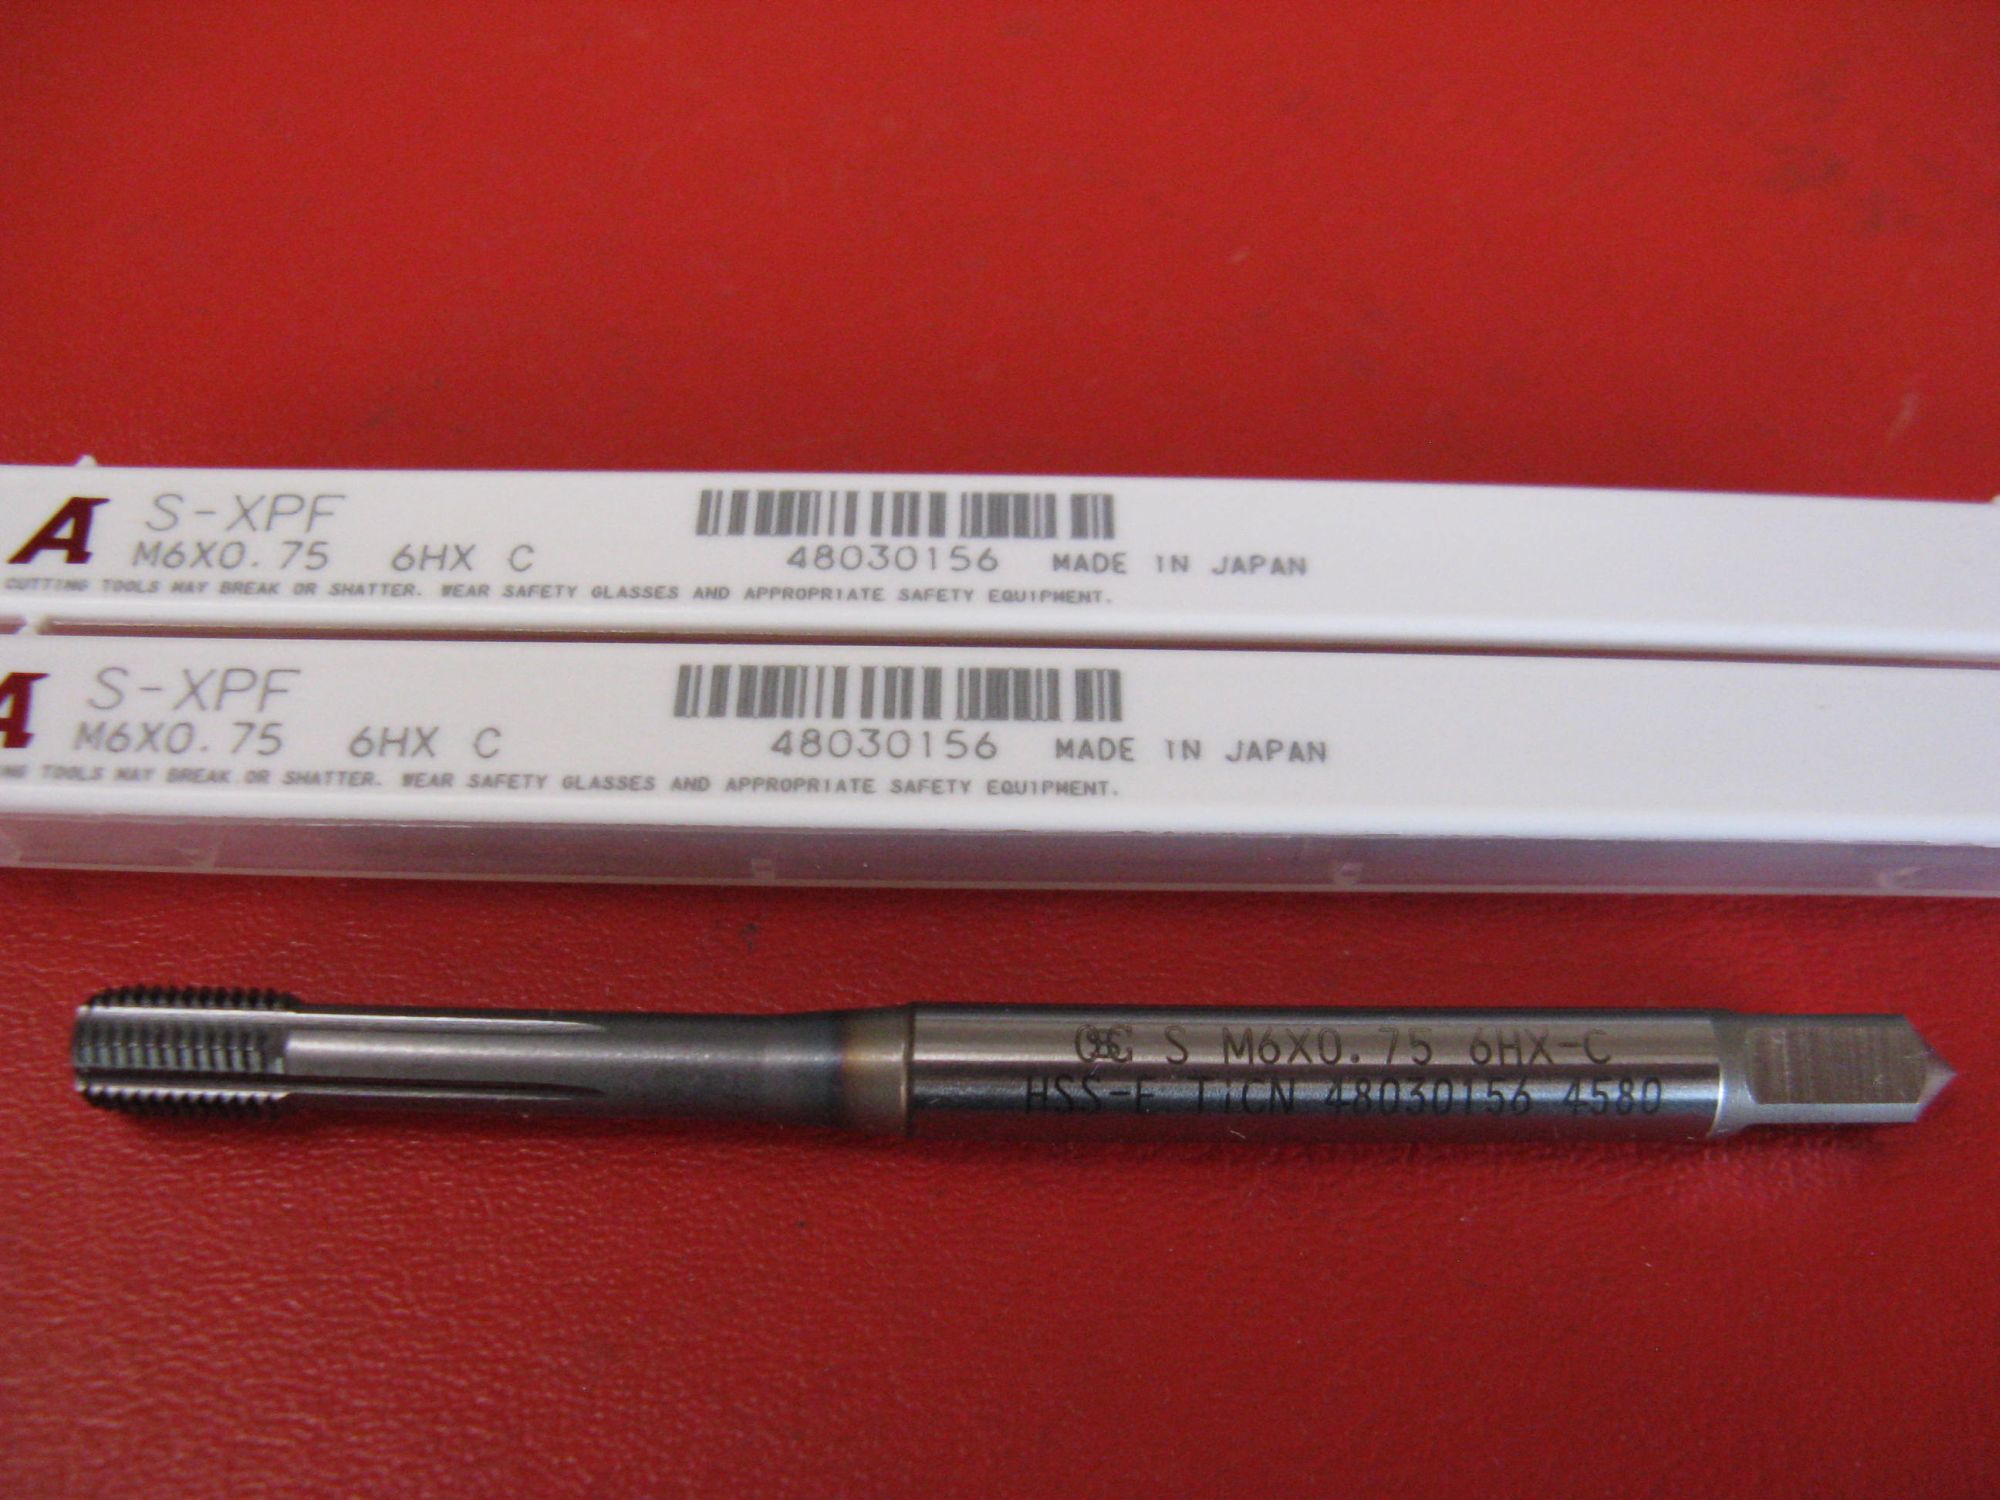 A S-XPF
M6X0.75 6HX C 48030156 MADE IN JAPAN
CUTTING TOOLS MAY BREAK OR SHATTER. WEAR SAFETY GLASSES AND APPROPRIATE SAFETY EQUIPMENT.
A S-XPF
M6X0.75 6HX C 48030156 MADE IN JAPAN
ING TOOLS MAY BREAK OR SHATTER. WEAR SAFETY GLASSES AND APPROPRIATE SAFETY EQUIPMENT.
OSG S M6X0.75 6HX-C
HSS-E TiCN 48030156 4580